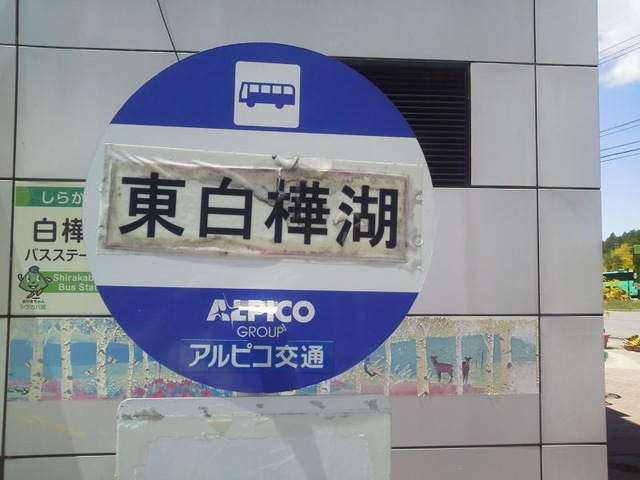 東白樺湖
ALPICO
GROUP
アルピコ交通
しらか
白樺
バスステー
Shirakab
Bus Stat